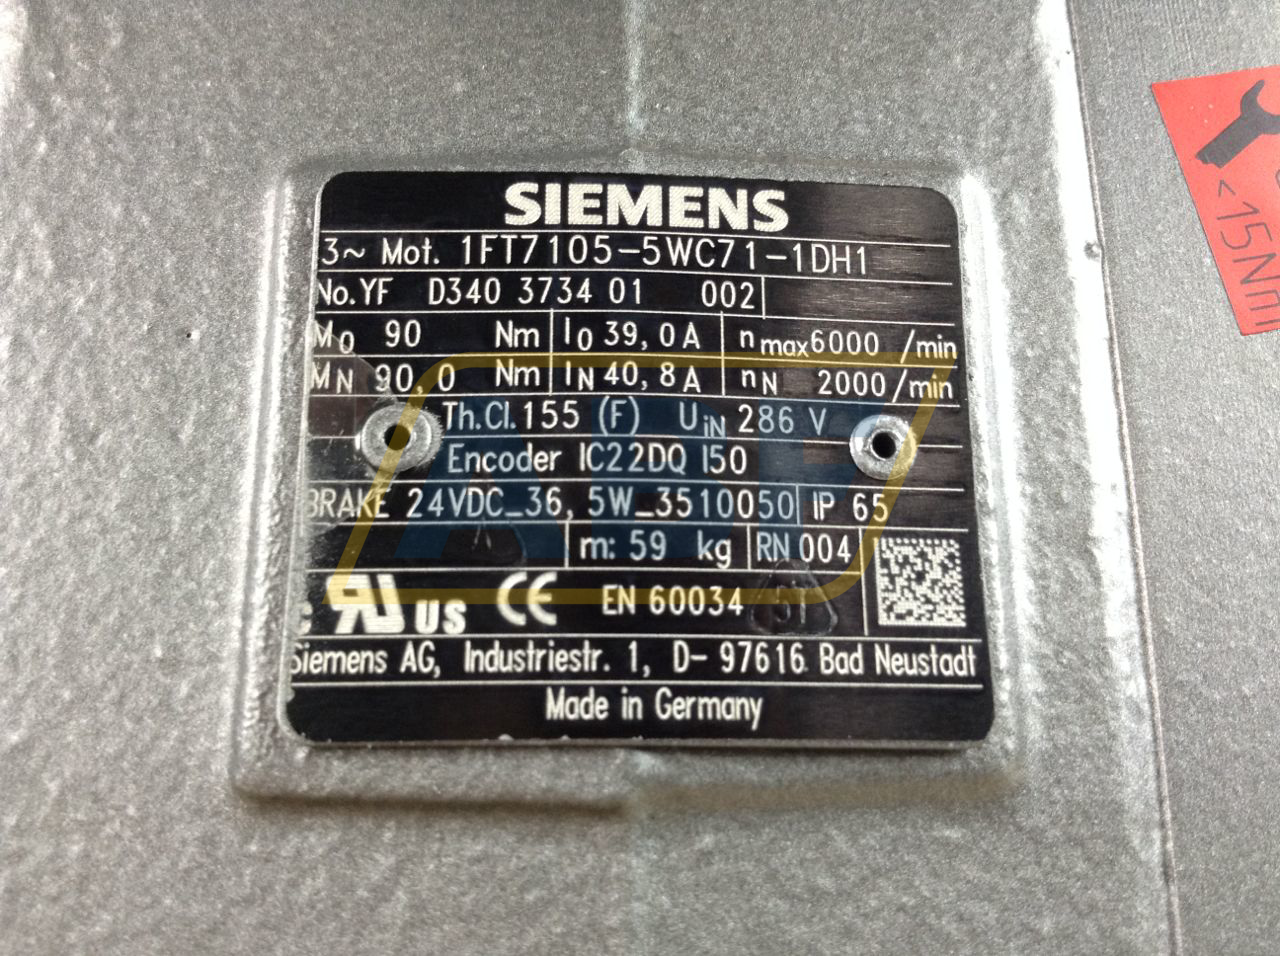 SIEMENS
3~ Mot. 1FT7105-5WC71-1DH1
No.YF D340 3734 01 002
M0 90 Nm I0 39,0A nmax6000 /min
MN 90,0 Nm IN 40,8A nN 2000/min
Th.Cl.155 (F) UiN 286 V
Encoder IC22DQ I50
BRAKE 24VDC_36,5W_3510050 IP 65
m: 59 kg RN 004
c RU US CE EN 60034
Siemens AG, Industriestr. 1, D-97616 Bad Neustadt
Made in Germany
<15Nm